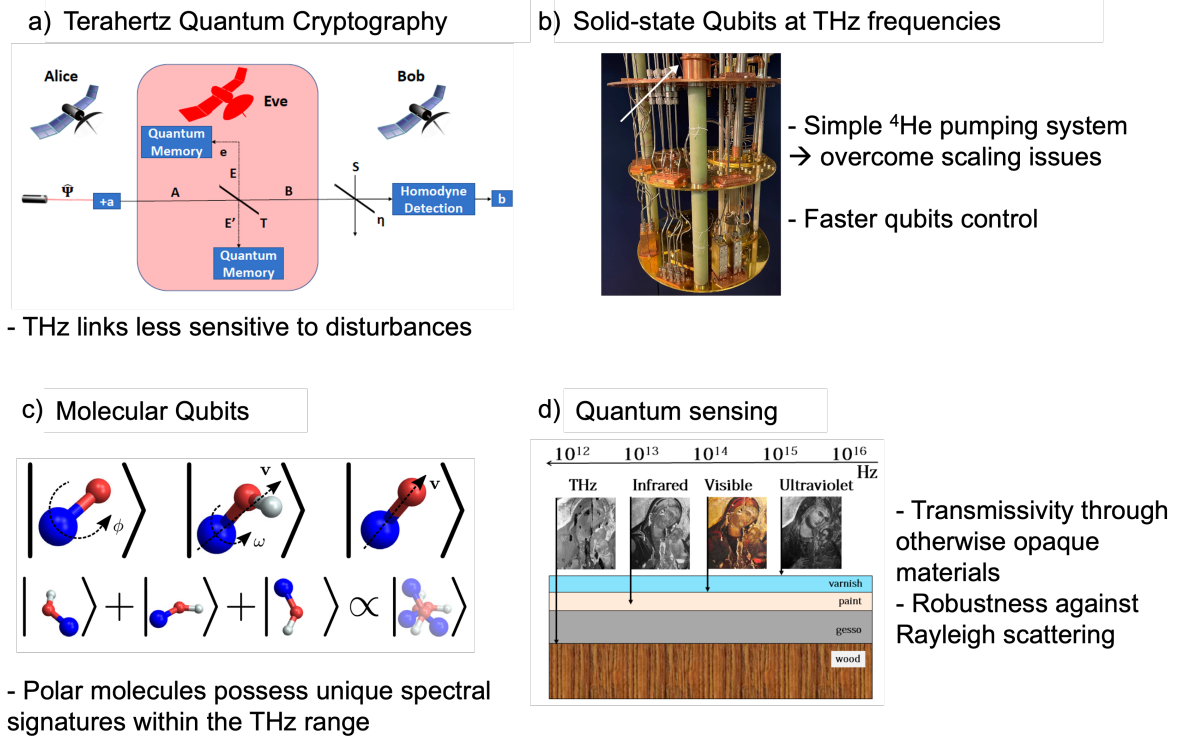 a) Terahertz Quantum Cryptography
Alice
Eve
Bob
Quantum
Memory
e
E
S
Ψ̂
+a
A
B
Homodyne
Detection
b
E' T
η
Quantum
Memory
- THz links less sensitive to disturbances
b) Solid-state Qubits at THz frequencies
- Simple ⁴He pumping system
→ overcome scaling issues
- Faster qubits control
c) Molecular Qubits
ϕ
v
ω
v
+ + ∝
- Polar molecules possess unique spectral
signatures within the THz range
d) Quantum sensing
10¹² 10¹³ 10¹⁴ 10¹⁵ 10¹⁶
Hz
THz Infrared Visible Ultraviolet
varnish
paint
gesso
wood
- Transmissivity through
otherwise opaque
materials
- Robustness against
Rayleigh scattering